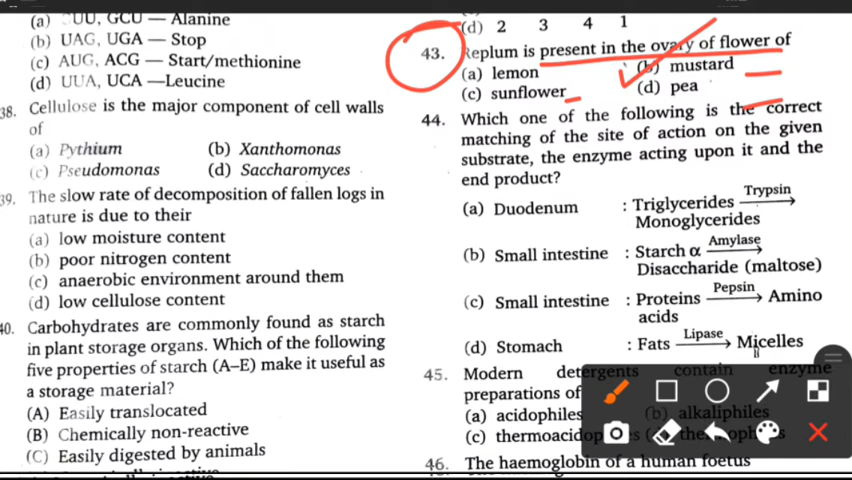 (a) CUU, GCU — Alanine
(b) UAG, UGA — Stop
(c) AUG, ACG — Start/methionine
(d) UUA, UCA —Leucine
38. Cellulose is the major component of cell walls
of
(a) Pythium (b) Xanthomonas
(c) Pseudomonas (d) Saccharomyces
39. The slow rate of decomposition of fallen logs in
nature is due to their
(a) low moisture content
(b) poor nitrogen content
(c) anaerobic environment around them
(d) low cellulose content
40. Carbohydrates are commonly found as starch
in plant storage organs. Which of the following
five properties of starch (A–E) make it useful as
a storage material?
(A) Easily translocated
(B) Chemically non-reactive
(C) Easily digested by animals
(d) 2 3 4 1
43. Replum is present in the ovary of flower of
(a) lemon (b) mustard
(c) sunflower (d) pea
44. Which one of the following is the correct
matching of the site of action on the given
substrate, the enzyme acting upon it and the
end product?
(a) Duodenum : Triglycerides Trypsin→
Monoglycerides
(b) Small intestine : Starch α Amylase→
Disaccharide (maltose)
(c) Small intestine : Proteins Pepsin→ Amino
acids
(d) Stomach : Fats Lipase→ Micelles
45. Modern detergents contain enzyme
preparations of
(a) acidophiles (b) alkaliphiles
(c)
46. The haemoglobin of a human foetus